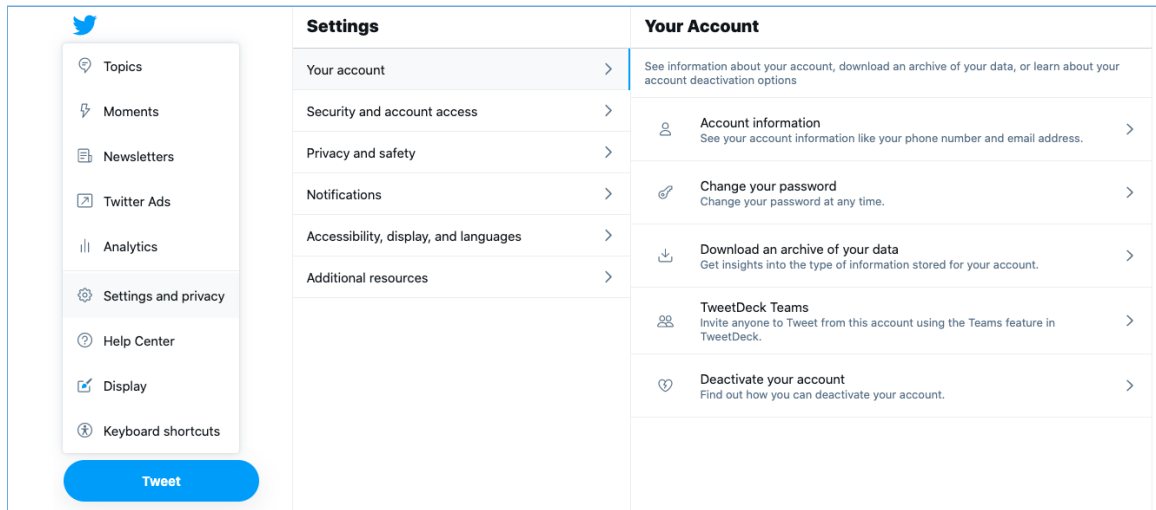 Topics
Moments
Newsletters
Twitter Ads
Analytics
Settings and privacy
Help Center
Display
Keyboard shortcuts
Tweet
Settings
Your account
Security and account access
Privacy and safety
Notifications
Accessibility, display, and languages
Additional resources
Your Account
See information about your account, download an archive of your data, or learn about your
account deactivation options
Account information
See your account information like your phone number and email address.
Change your password
Change your password at any time.
Download an archive of your data
Get insights into the type of information stored for your account.
TweetDeck Teams
Invite anyone to Tweet from this account using the Teams feature in
TweetDeck.
Deactivate your account
Find out how you can deactivate your account.